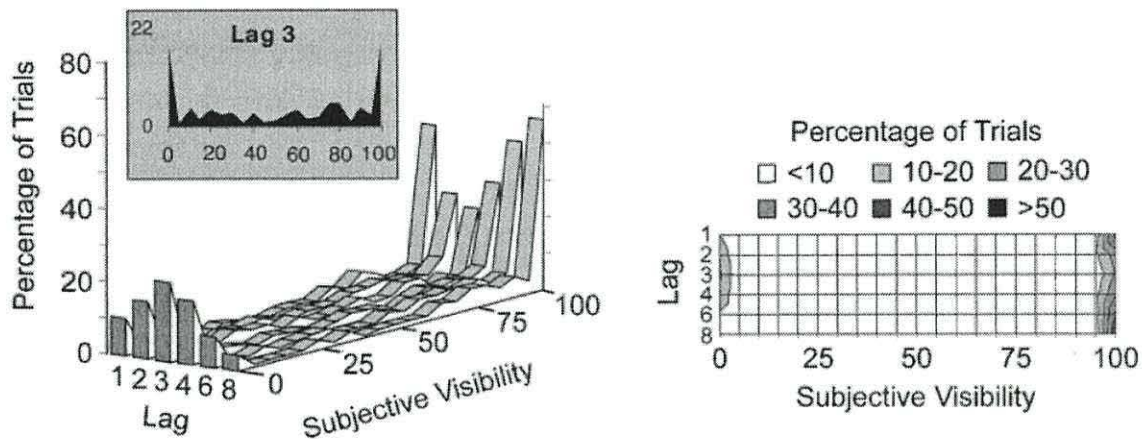 Percentage of Trials
80
60
40
20
0
22
Lag 3
0
0 20 40 60 80 100
1 2 3 4 6 8
Lag
0
25
50
75
100
Subjective Visibility
Percentage of Trials
<10 10-20 20-30
30-40 40-50 >50
Lag
1
2
3
4
6
8
0 25 50 75 100
Subjective Visibility